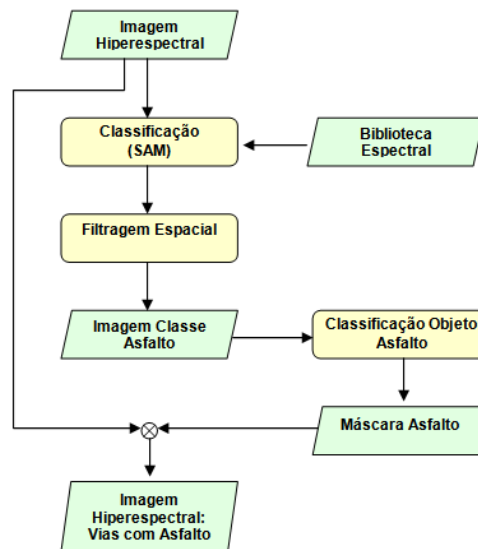 Imagem
Hiperespectral
Classificação
(SAM)
Biblioteca
Espectral
Filtragem Espacial
Imagem Classe
Asfalto
Classificação Objeto
Asfalto
Máscara Asfalto
Imagem
Hiperespectral:
Vias com Asfalto